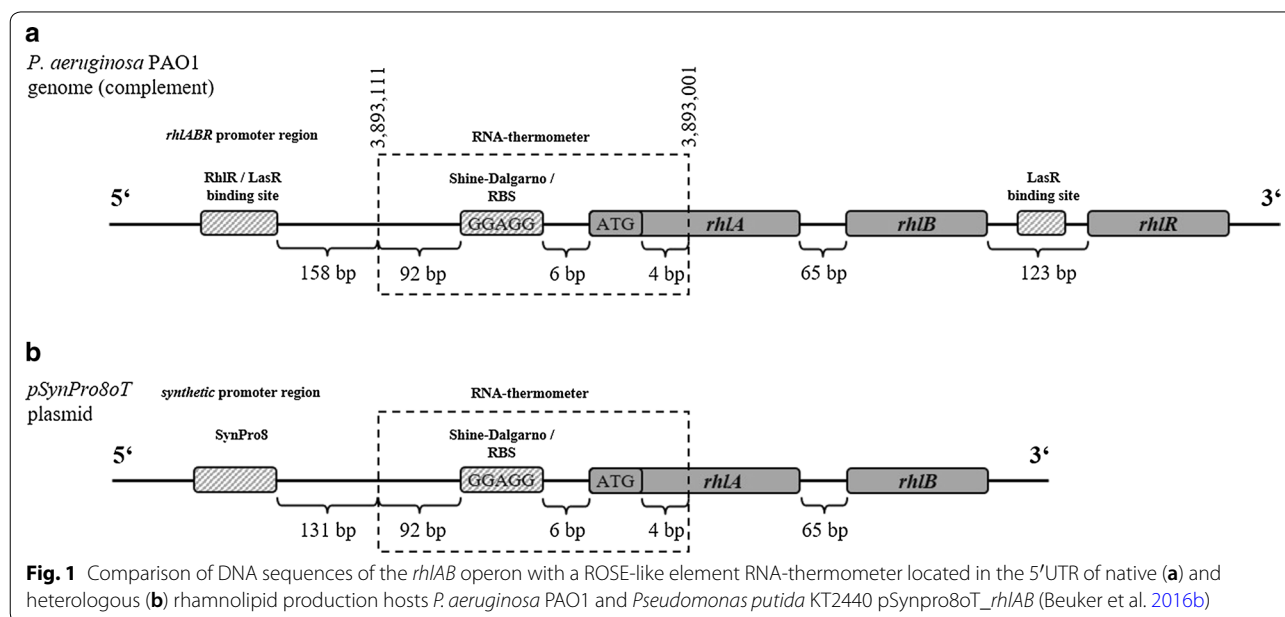 a
P. aeruginosa PAO1
genome (complement)
3,893,111
3,893,001
rhlABR promoter region
RNA-thermometer
RhlR / LasR
binding site
Shine-Dalgarno /
RBS
LasR
binding site
5‘
3‘
GGAGG
ATG
rhlA
rhlB
rhlR
158 bp
92 bp
6 bp
4 bp
65 bp
123 bp
b
pSynPro8oT
plasmid
synthetic promoter region
RNA-thermometer
SynPro8
Shine-Dalgarno /
RBS
5‘
3‘
GGAGG
ATG
rhlA
rhlB
131 bp
92 bp
6 bp
4 bp
65 bp
Fig. 1 Comparison of DNA sequences of the rhlAB operon with a ROSE-like element RNA-thermometer located in the 5′UTR of native (a) and
heterologous (b) rhamnolipid production hosts P. aeruginosa PAO1 and Pseudomonas putida KT2440 pSynpro8oT_rhlAB (Beuker et al. 2016b)